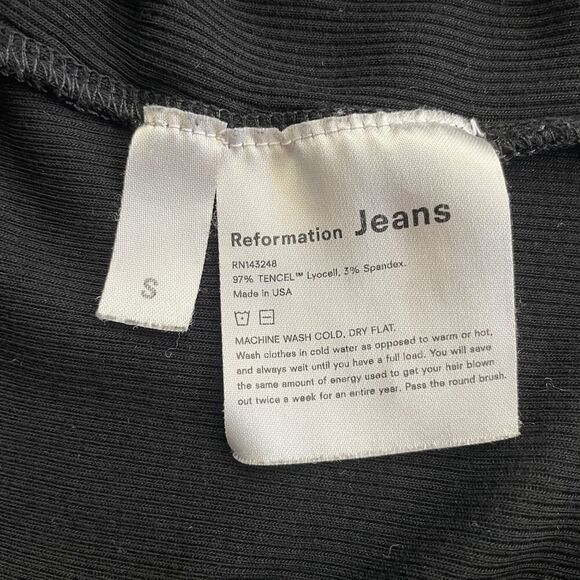 S
Reformation Jeans
RN143248
97% TENCEL™ Lyocell, 3% Spandex.
Made in USA
MACHINE WASH COLD, DRY FLAT.
Wash clothes in cold water as opposed to warm or hot,
and always wait until you have a full load. You will save
the same amount of energy used to get your hair blown
out twice a week for an entire year. Pass the round brush.